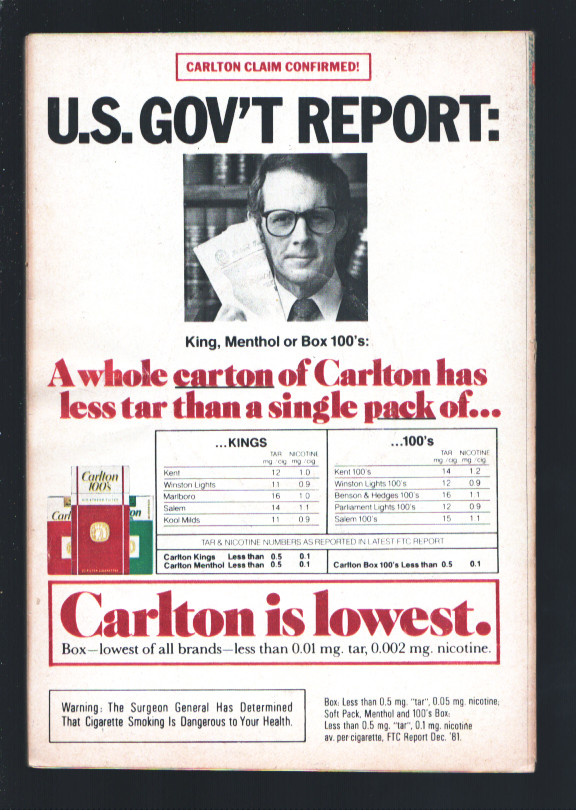 CARLTON CLAIM CONFIRMED!
U.S. GOV'T REPORT:
King, Menthol or Box 100's:
A whole carton of Carlton has
less tar than a single pack of...
...KINGS
TAR NICOTINE
mg./cig. mg./cig.
Kent 12 1.0
Winston Lights 11 0.9
Marlboro 16 1.0
Salem 14 1.1
Kool Milds 11 0.9
...100's
TAR NICOTINE
mg./cig. mg./cig.
Kent 100's 14 1.2
Winston Lights 100's 12 0.9
Benson & Hedges 100's 16 1.1
Parliament Lights 100's 12 0.9
Salem 100's 15 1.1
TAR & NICOTINE NUMBERS AS REPORTED IN LATEST FTC REPORT
Carlton Kings Less than 0.5 0.1
Carlton Menthol Less than 0.5 0.1
Carlton Box 100's Less than 0.5 0.1
Carlton
100's
Carlton is lowest.
Box—lowest of all brands—less than 0.01 mg. tar, 0.002 mg. nicotine.
Warning: The Surgeon General Has Determined
That Cigarette Smoking Is Dangerous to Your Health.
Box: Less than 0.5 mg. "tar", 0.05 mg. nicotine;
Soft Pack, Menthol and 100's Box:
Less than 0.5 mg. "tar", 0.1 mg. nicotine
av. per cigarette, FTC Report Dec. '81.